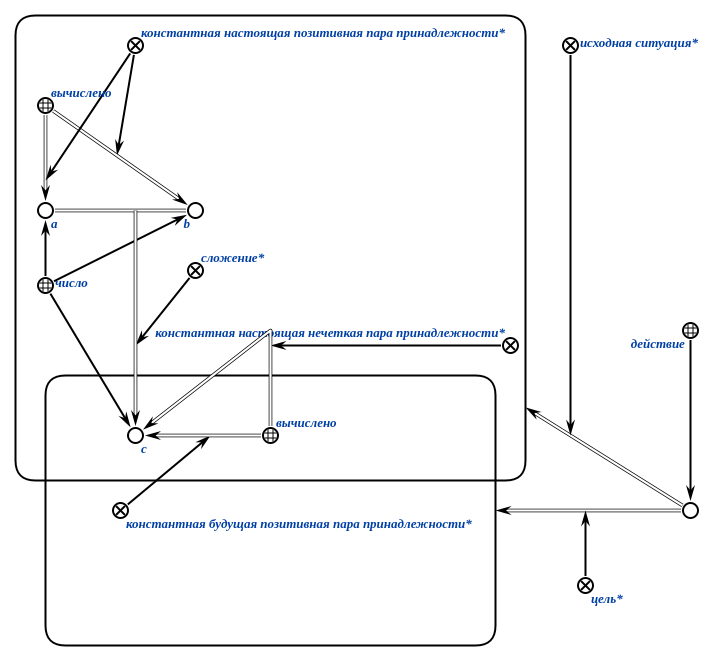 константная настоящая позитивная пара принадлежности*
исходная ситуация*
вычислено
a
b
сложение*
число
константная настоящая нечеткая пара принадлежности*
действие
вычислено
c
константная будущая позитивная пара принадлежности*
цель*